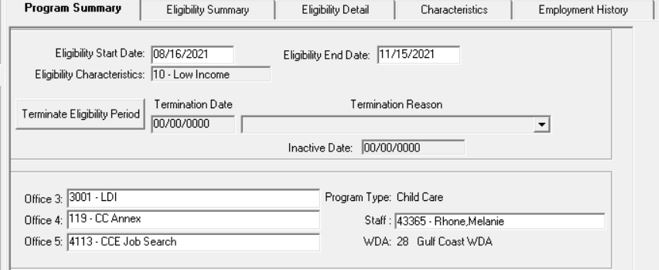 Program Summary Eligibility Summary Eligibility Detail Characteristics Employment History
Eligibility Start Date: 08/16/2021 Eligibility End Date: 11/15/2021
Eligibility Characteristics: 10 - Low Income
Termination Date Termination Reason
Terminate Eligibility Period
00/00/0000
Inactive Date: 00/00/0000
Office 3: 3001 - LDI Program Type: Child Care
Office 4: 119 - CC Annex Staff : 43365 - Rhone,Melanie
Office 5: 4113 - CCE Job Search WDA: 28 Gulf Coast WDA